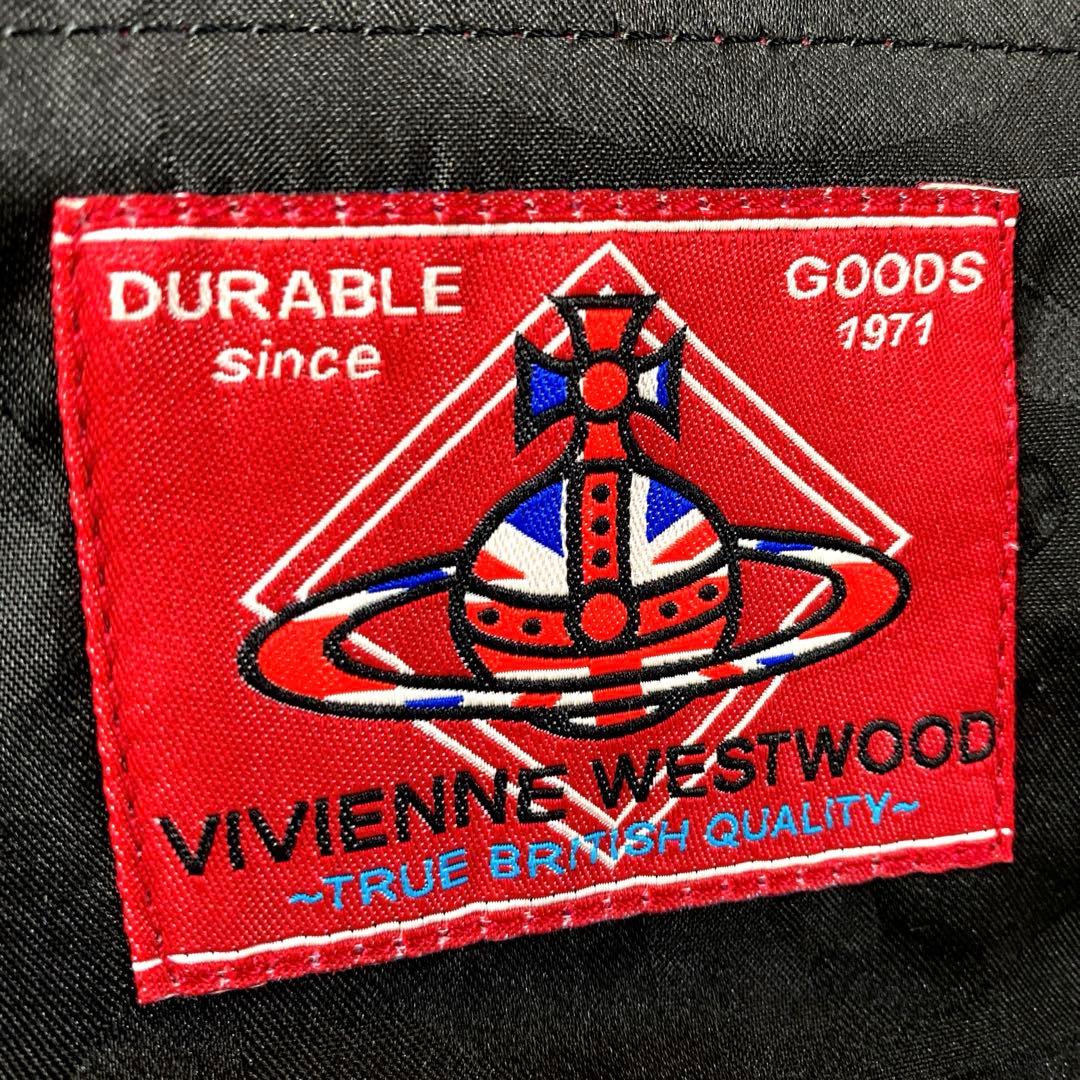 DURABLE GOODS
since 1971
VIVIENNE WESTWOOD
~TRUE BRITISH QUALITY~